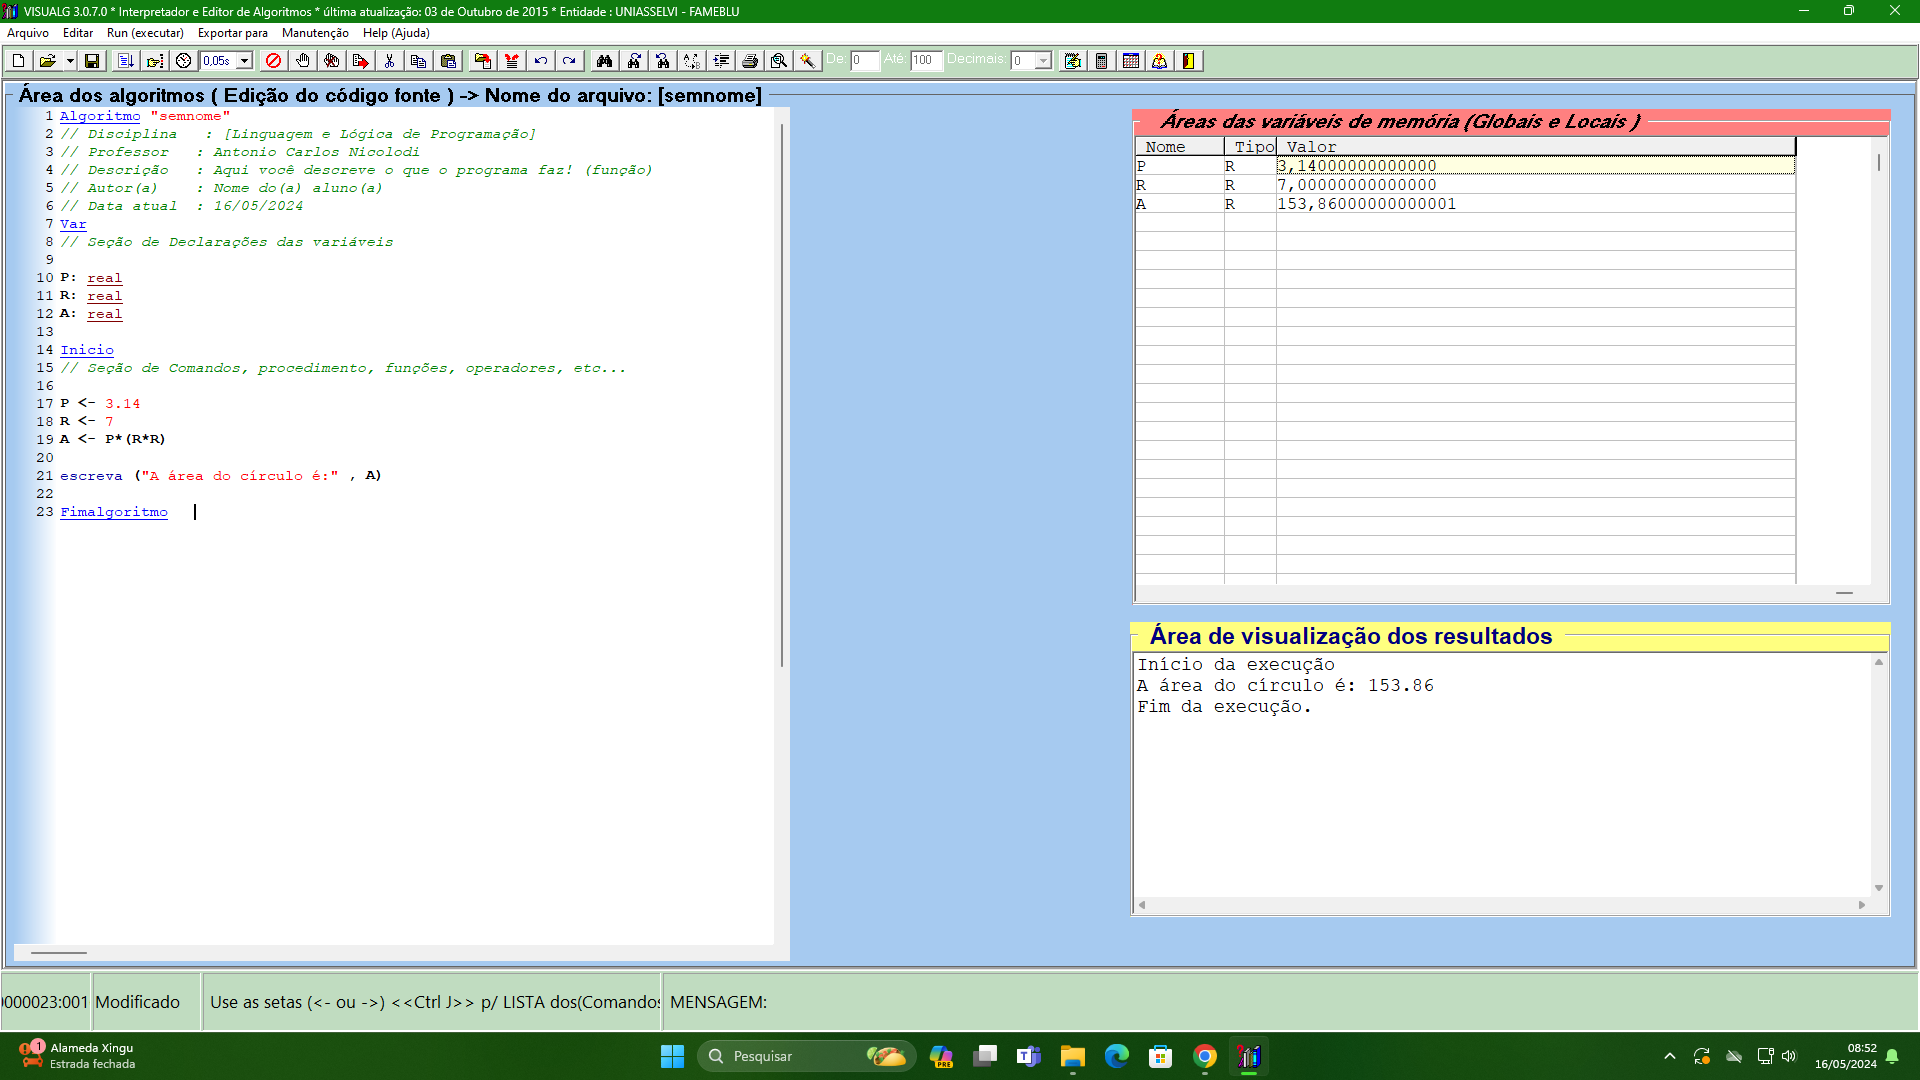 VISUALG 3.0.7.0 * Interpretador e Editor de Algoritmos * última atualização: 03 de Outubro de 2015 * Entidade : UNIASSELVI - FAMEBLU
Arquivo Editar Run (executar) Exportar para Manutenção Help (Ajuda)
0,05s De: 0 Até: 100 Decimais: 0
Área dos algoritmos ( Edição do código fonte ) -> Nome do arquivo: [semnome]
1 Algoritmo "semnome"
2 // Disciplina : [Linguagem e Lógica de Programação]
3 // Professor : Antonio Carlos Nicolodi
4 // Descrição : Aqui você descreve o que o programa faz! (função)
5 // Autor(a) : Nome do(a) aluno(a)
6 // Data atual : 16/05/2024
7 Var
8 // Seção de Declarações das variáveis
9
10 P: real
11 R: real
12 A: real
13
14 Inicio
15 // Seção de Comandos, procedimento, funções, operadores, etc...
16
17 P <- 3.14
18 R <- 7
19 A <- P*(R*R)
20
21 escreva ("A área do círculo é:" , A)
22
23 Fimalgoritmo
Áreas das variáveis de memória (Globais e Locais )
Nome Tipo Valor
P R 3,14000000000000
R R 7,00000000000000
A R 153,86000000000001
Área de visualização dos resultados
Início da execução
A área do círculo é: 153.86
Fim da execução.
000023:001 Modificado Use as setas (<- ou ->) <<Ctrl J>> p/ LISTA dos(Comandos MENSAGEM:
1 Alameda Xingu
Estrada fechada
Pesquisar
PRE
08:52
16/05/2024